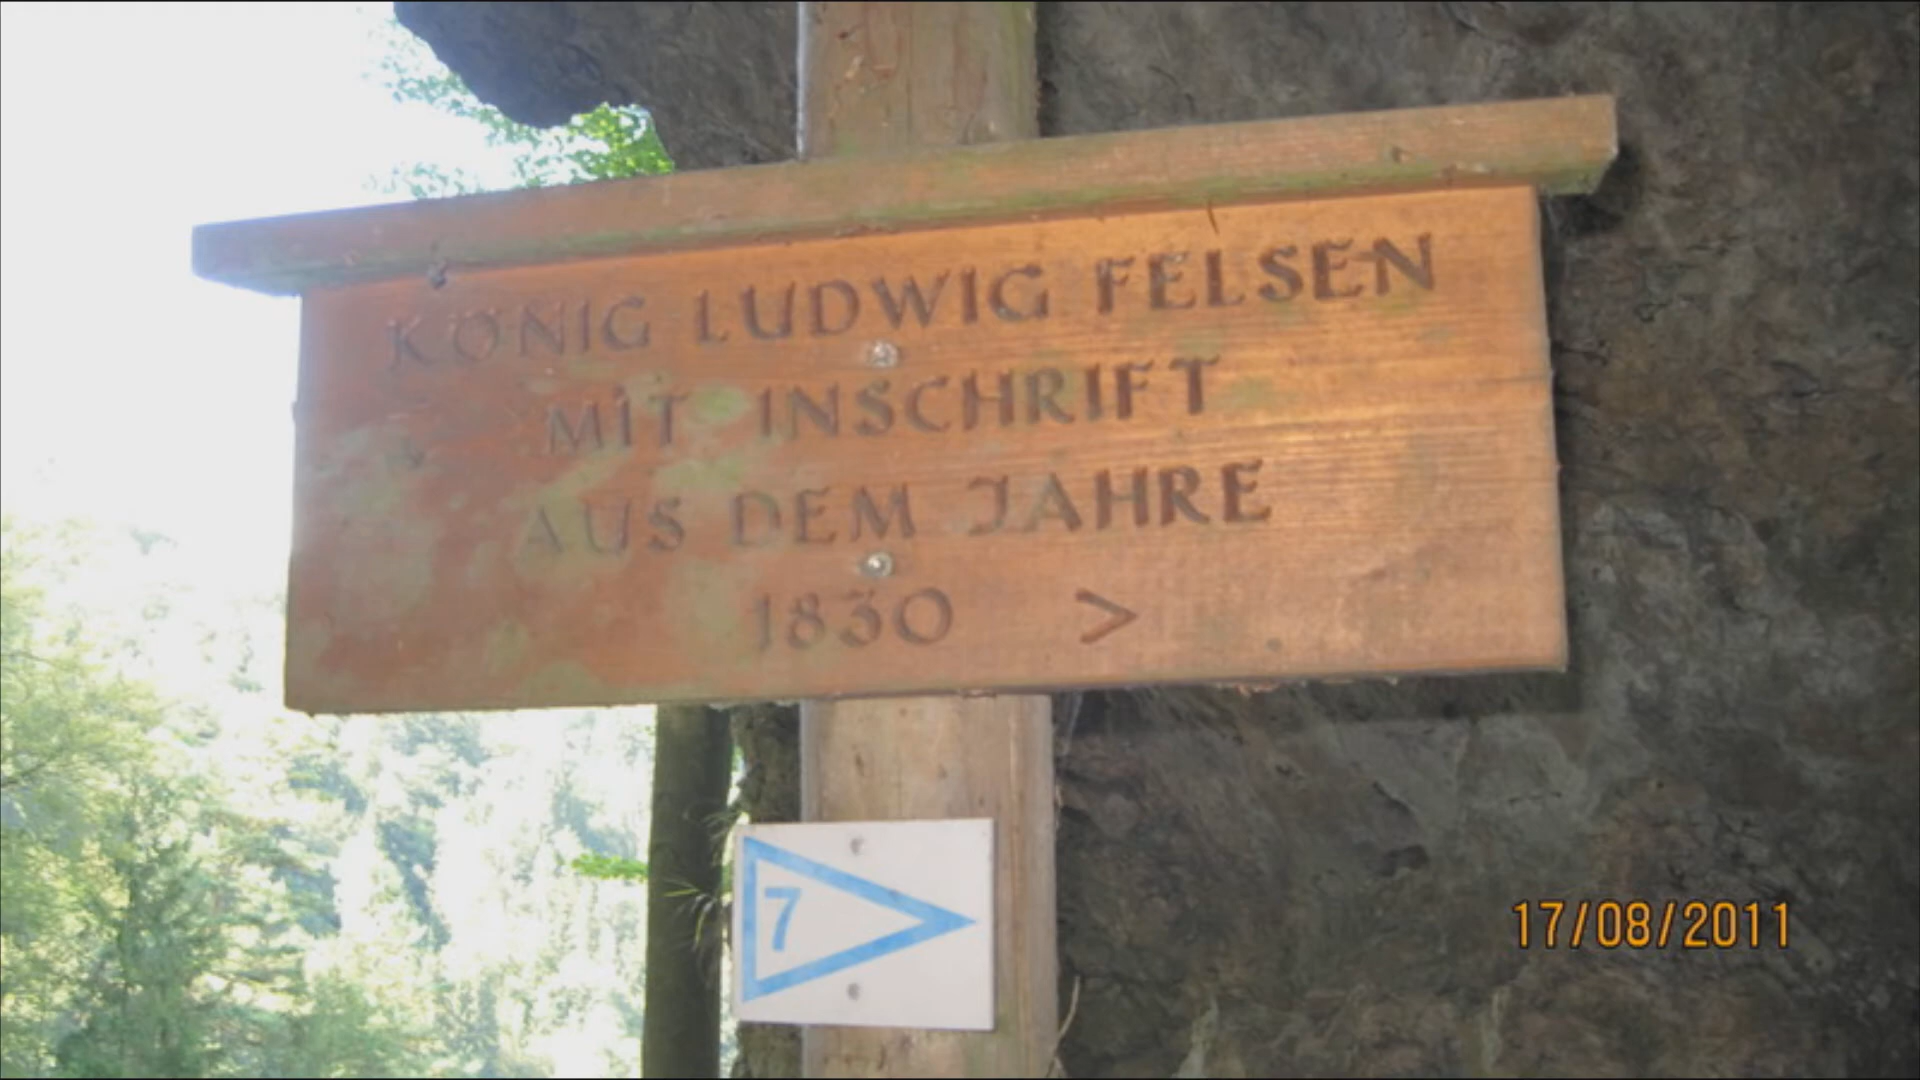 KÖNIG LUDWIG FELSEN
MIT INSCHRIFT
AUS DEM JAHRE
1830 >
7
17/08/2011